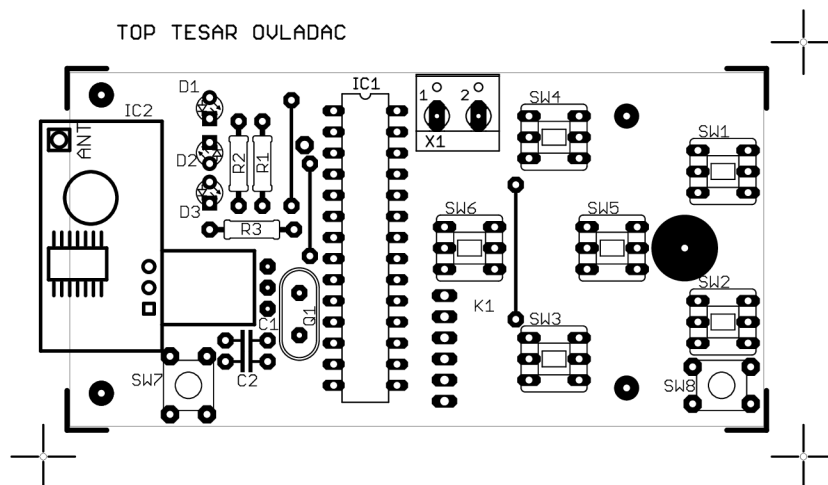 TOP TESAR OVLADAC
D1
IC1
1
2
X1
SW4
IC2
ANT
SW1
D2
R2
R1
D3
R3
SW6
SW5
SW2
K1
SW3
Q1
C1
C2
SW7
SW8